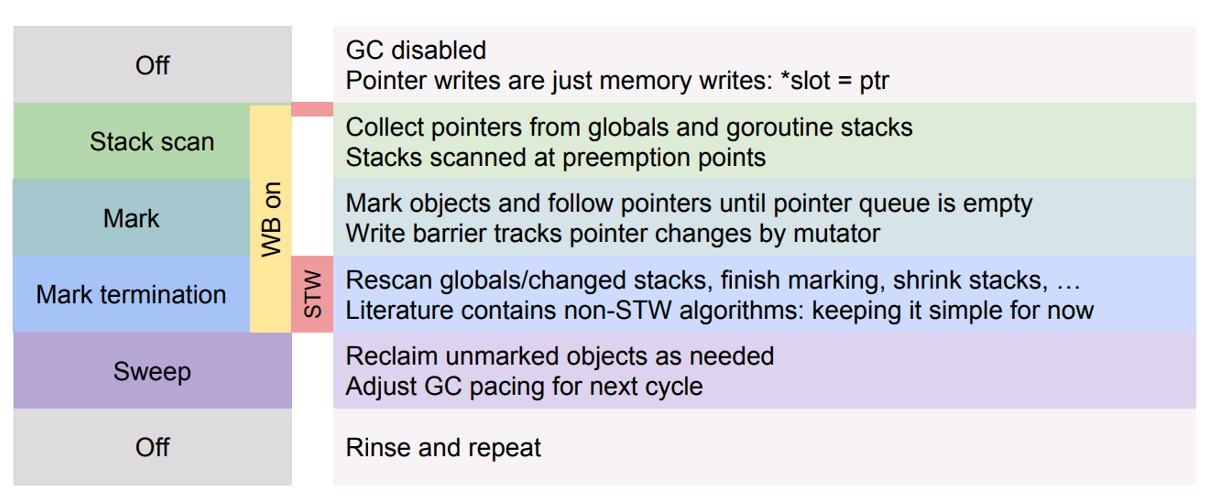 Off
GC disabled
Pointer writes are just memory writes: *slot = ptr
Stack scan
Collect pointers from globals and goroutine stacks
Stacks scanned at preemption points
WB on
Mark
Mark objects and follow pointers until pointer queue is empty
Write barrier tracks pointer changes by mutator
Mark termination
STW
Rescan globals/changed stacks, finish marking, shrink stacks, …
Literature contains non-STW algorithms: keeping it simple for now
Sweep
Reclaim unmarked objects as needed
Adjust GC pacing for next cycle
Off
Rinse and repeat